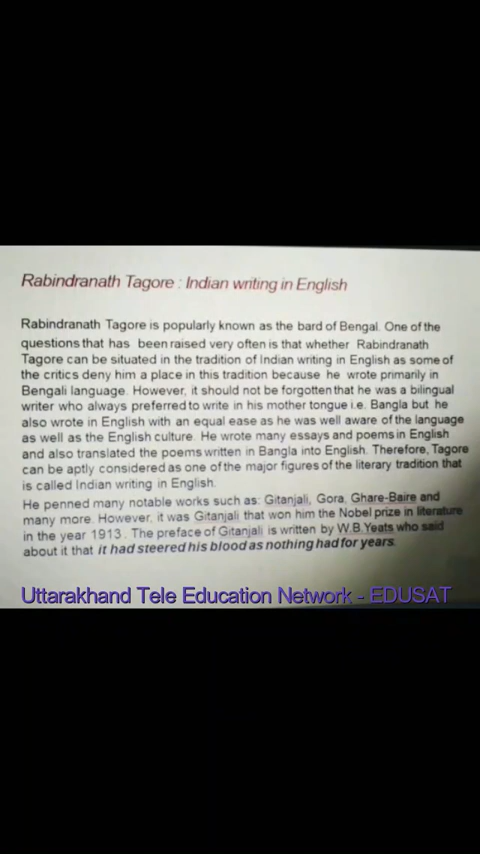 Rabindranath Tagore : Indian writing in English
Rabindranath Tagore is popularly known as the bard of Bengal. One of the
questions that has been raised very often is that whether Rabindranath
Tagore can be situated in the tradition of Indian writing in English as some of
the critics deny him a place in this tradition because he wrote primarily in
Bengali language. However, it should not be forgotten that he was a bilingual
writer who always preferred to write in his mother tongue i.e. Bangla but he
also wrote in English with an equal ease as he was well aware of the language
as well as the English culture. He wrote many essays and poems in English
and also translated the poems written in Bangla into English. Therefore, Tagore
can be aptly considered as one of the major figures of the literary tradition that
is called Indian writing in English.
He penned many notable works such as: Gitanjali, Gora, Ghare-Baire and
many more. However, it was Gitanjali that won him the Nobel prize in literature
in the year 1913. The preface of Gitanjali is written by W.B.Yeats who said
about it that it had steered his blood as nothing had for years.
Uttarakhand Tele Education Network - EDUSAT